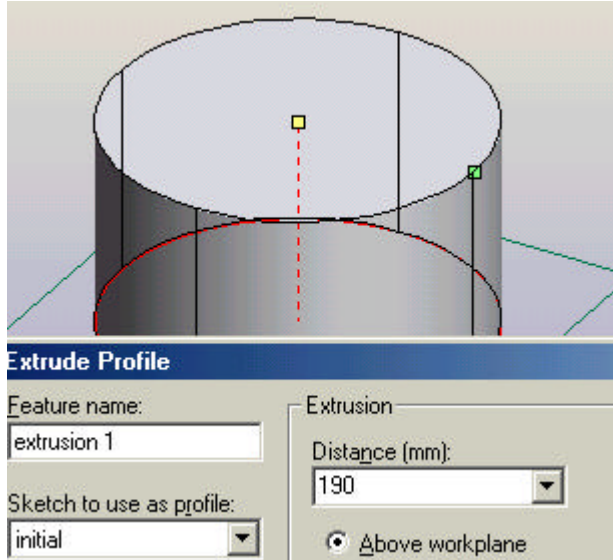 Extrude Profile
Feature name:
extrusion 1
Sketch to use as profile:
initial
Extrusion
Distance (mm):
190
Above workplane